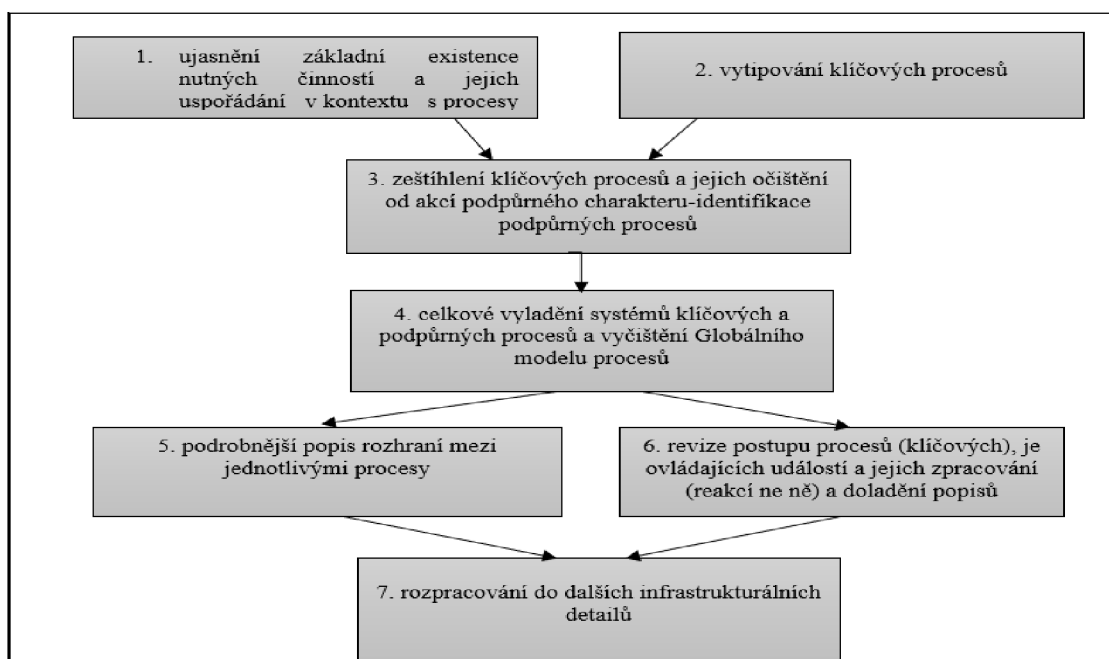 1. ujasnění základní existence
nutných činností a jejich
uspořádání v kontextu s procesy
2. vytipování klíčových procesů
3. zeštíhlení klíčových procesů a jejich očištění
od akcí podpůrného charakteru-identifikace
podpůrných procesů
4. celkové vyladění systémů klíčových a
podpůrných procesů a vyčištění Globálního
modelu procesů
5. podrobnější popis rozhraní mezi
jednotlivými procesy
6. revize postupu procesů (klíčových), je
ovládajících událostí a jejich zpracování
(reakcí ne ně) a doladění popisů
7. rozpracování do dalších infrastrukturálních
detailů